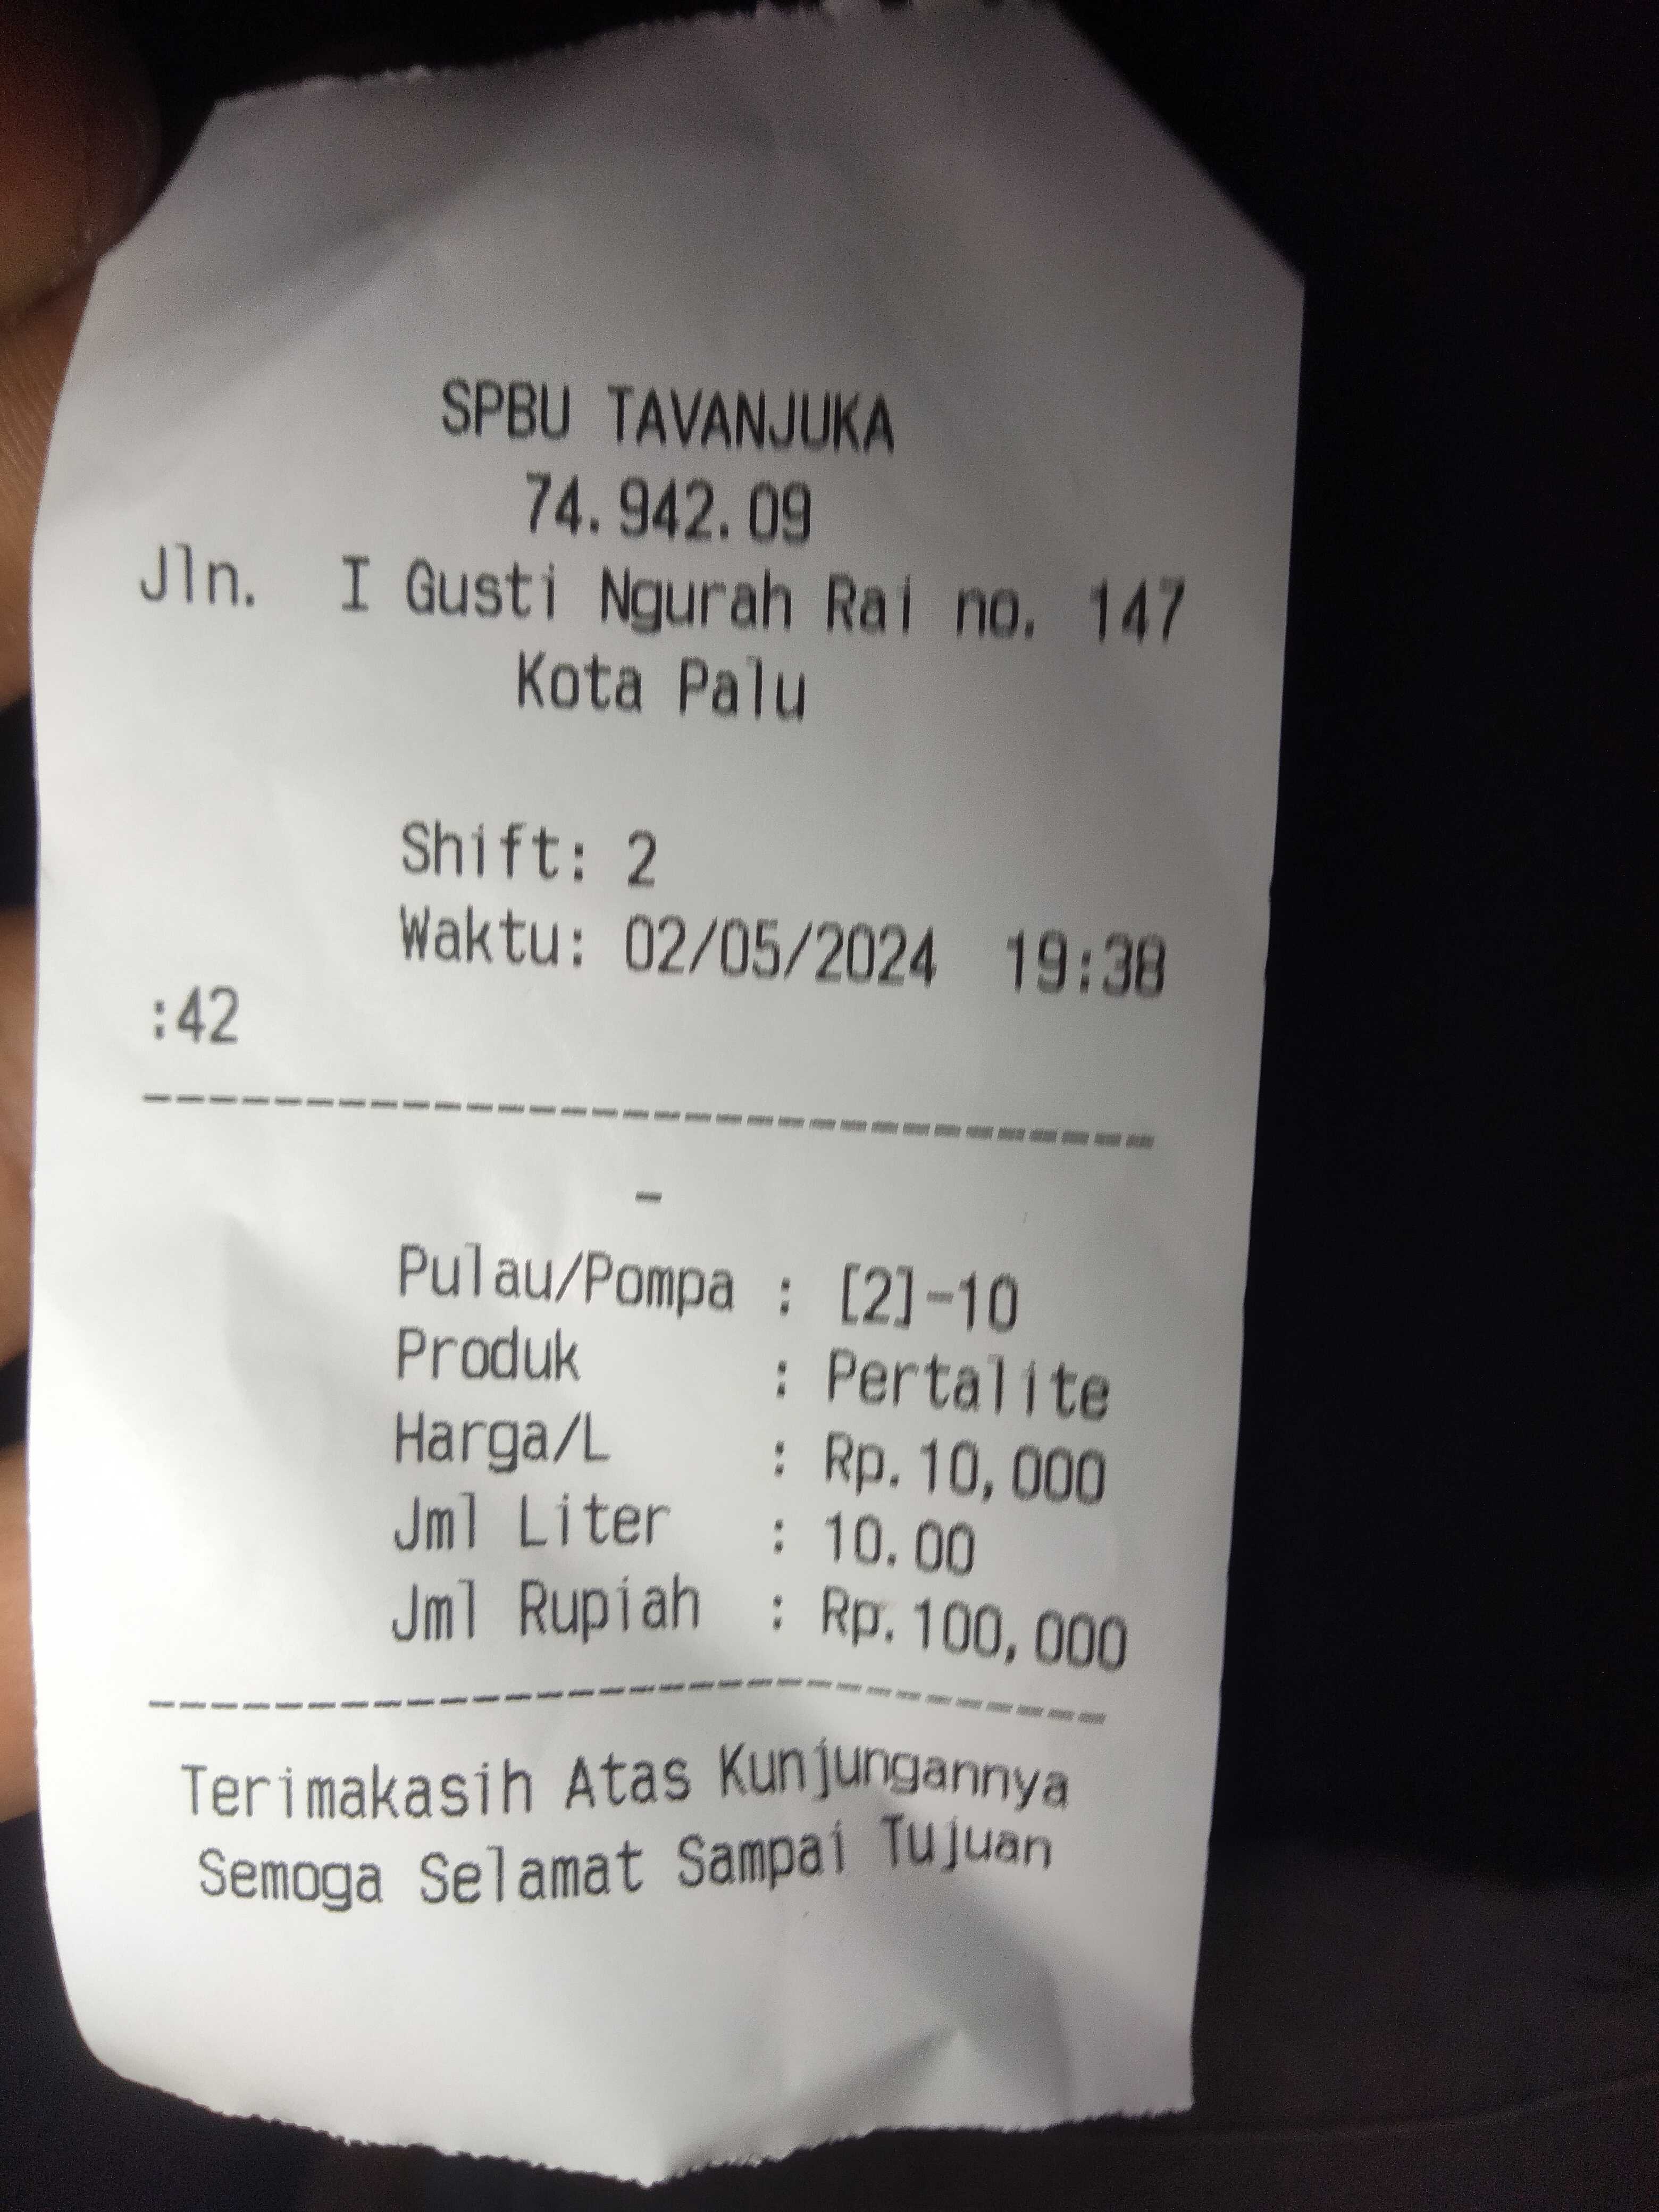 SPBU TAVANJUKA
74.942.09
Jln. I Gusti Ngurah Rai no. 147
Kota Palu
Shift: 2
Waktu: 02/05/2024 19:38
:42
--------------------------------
-
Pulau/Pompa : [2]-10
Produk : Pertalite
Harga/L : Rp.10,000
Jml Liter : 10.00
Jml Rupiah : Rp.100,000
--------------------------------
Terimakasih Atas Kunjungannya
Semoga Selamat Sampai Tujuan